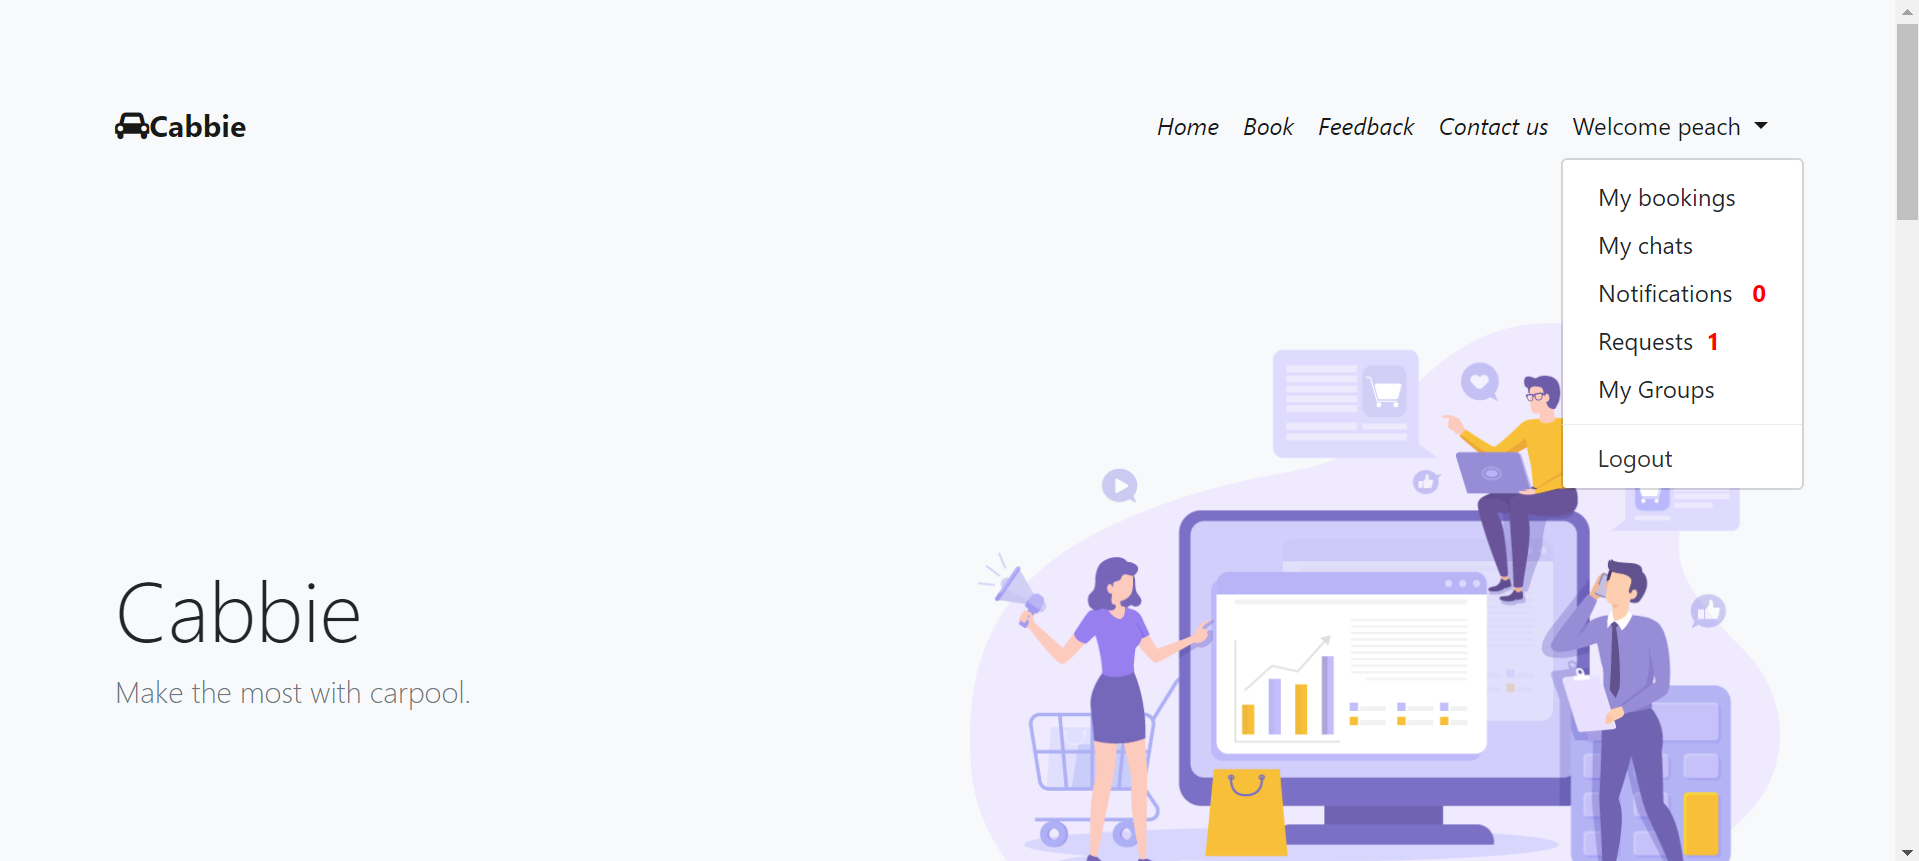 Cabbie
Home Book Feedback Contact us Welcome peach
My bookings
My chats
Notifications 0
Requests 1
My Groups
Logout
Cabbie
Make the most with carpool.